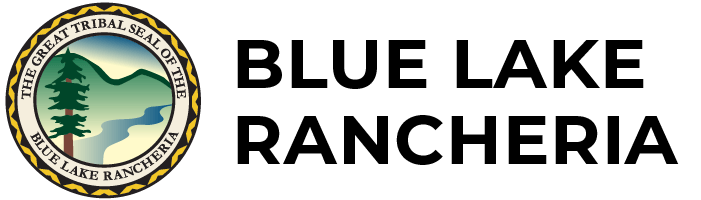 THE GREAT TRIBAL SEAL OF THE
BLUE LAKE RANCHERIA
BLUE LAKE
RANCHERIA